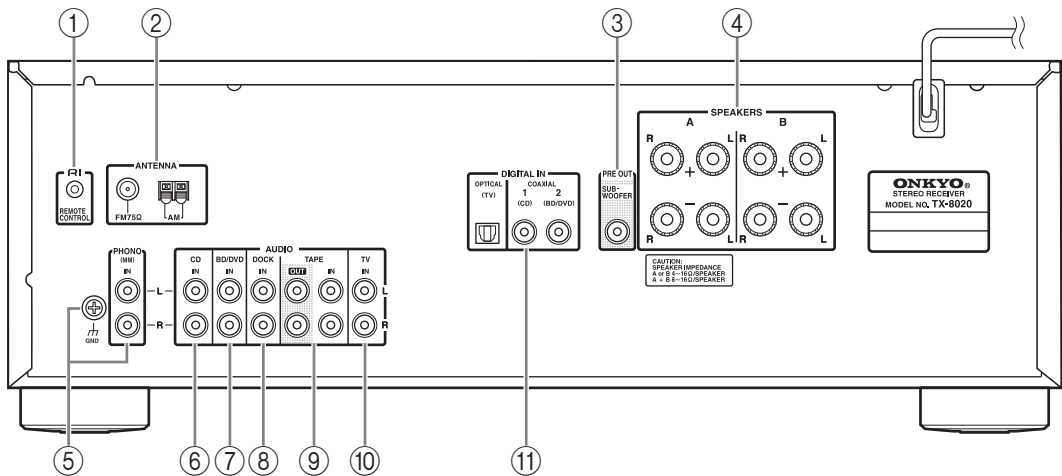 ① ② ③ ④
SPEAKERS
A B
R L R L
+ +
− −
R L R L
RI
REMOTE
CONTROL
ANTENNA
FM75Ω
AM
DIGITAL IN
OPTICAL
(TV)
COAXIAL
1 2
(CD) (BD/DVD)
PRE OUT
SUB-
WOOFER
ONKYO®
STEREO RECEIVER
MODEL NO. TX-8020
CAUTION:
SPEAKER IMPEDANCE
A or B 4~16Ω/SPEAKER
A + B 8~16Ω/SPEAKER
GND
PHONO
(MM)
IN
L
R
AUDIO
CD BD/DVD DOCK TAPE TV
IN IN IN OUT IN IN
L
R
⑤ ⑥ ⑦ ⑧ ⑨ ⑩ ⑪